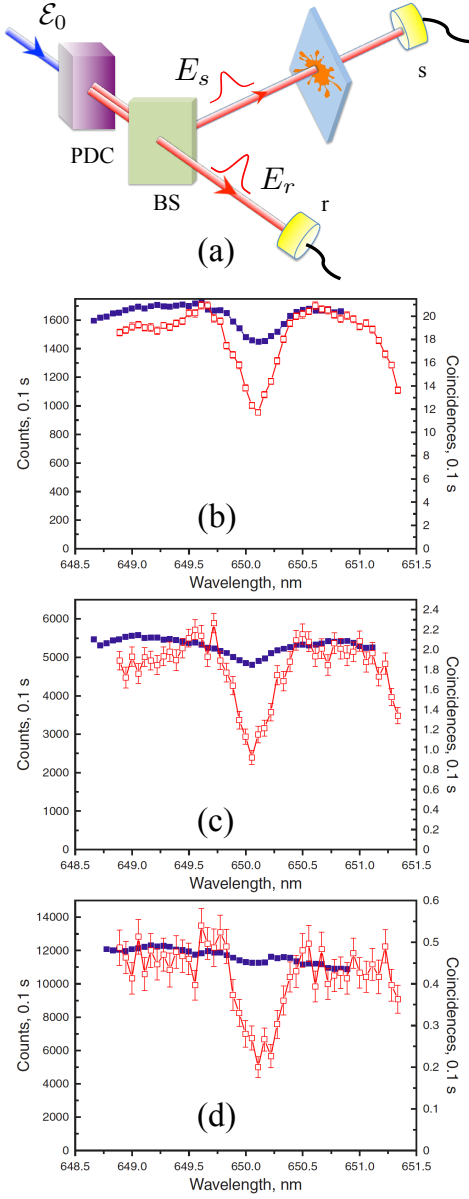 ℰ₀
Eₛ
s
PDC
BS
Eᵣ
r
(a)
1600
1400
1200
1000
800
600
400
200
0
Counts, 0.1 s
20
18
16
14
12
10
8
6
4
2
0
Coincidences, 0.1 s
(b)
648.5 649.0 649.5 650.0 650.5 651.0 651.5
Wavelength, nm
6000
5000
4000
3000
2000
1000
0
Counts, 0.1 s
2.4
2.2
2.0
1.8
1.6
1.4
1.2
1.0
0.8
0.6
0.4
0.2
0
Coincidences, 0.1 s
(c)
648.5 649.0 649.5 650.0 650.5 651.0 651.5
Wavelength, nm
14000
12000
10000
8000
6000
4000
2000
0
Counts, 0.1 s
0.6
0.5
0.4
0.3
0.2
0.1
0
Coincidences, 0.1 s
(d)
648.5 649.0 649.5 650.0 650.5 651.0 651.5
Wavelength, nm